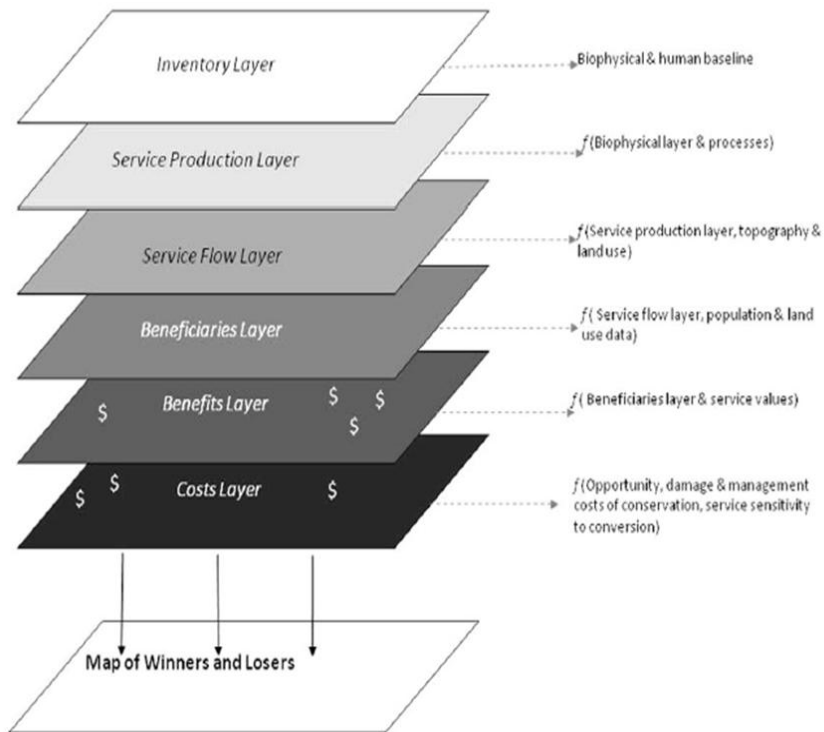 Inventory Layer
Biophysical & human baseline
Service Production Layer
f(Biophysical layer & processes)
Service Flow Layer
f(Service production layer, topography &
land use)
Beneficiaries Layer
f( Service flow layer, population & land
use data)
Benefits Layer
$
$
$
$
f( Beneficiaries layer & service values)
Costs Layer
$
$
$
f(Opportunity, damage & management
costs of conservation, service sensitivity
to conversion)
Map of Winners and Losers